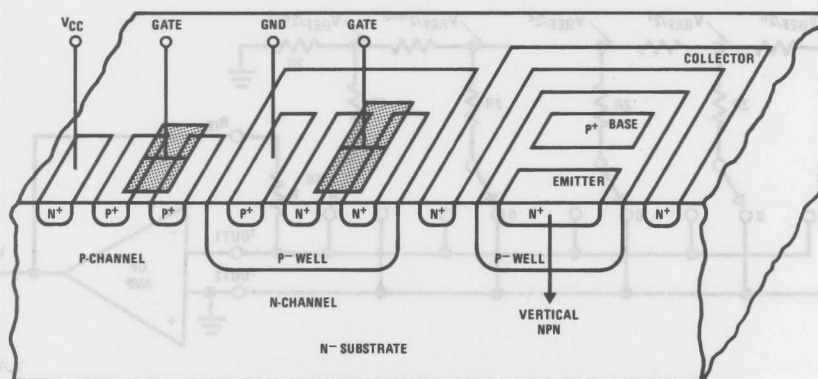 VCC GATE GND GATE
COLLECTOR
P+ BASE
EMITTER
N+ P+ P+ P+ N+ N+ N+ N+ N+
P-CHANNEL P− WELL P− WELL
N-CHANNEL
VERTICAL
NPN
N− SUBSTRATE